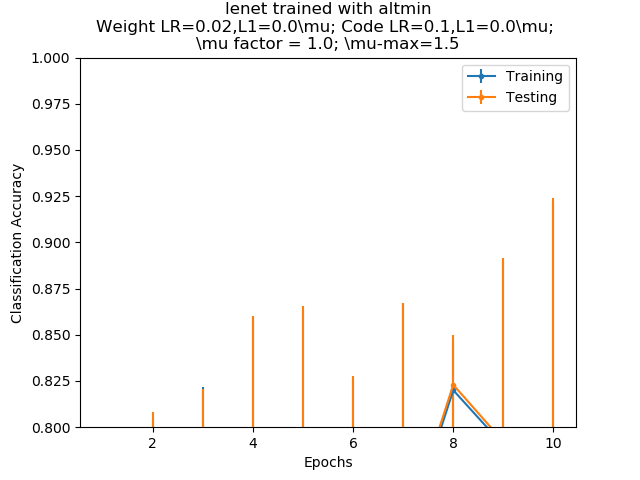 lenet trained with altmin
Weight LR=0.02,L1=0.0\mu; Code LR=0.1,L1=0.0\mu;
\mu factor = 1.0; \mu-max=1.5
1.000
0.975
0.950
0.925
0.900
0.875
0.850
0.825
0.800
Classification Accuracy
Training
Testing
2
4
6
8
10
Epochs